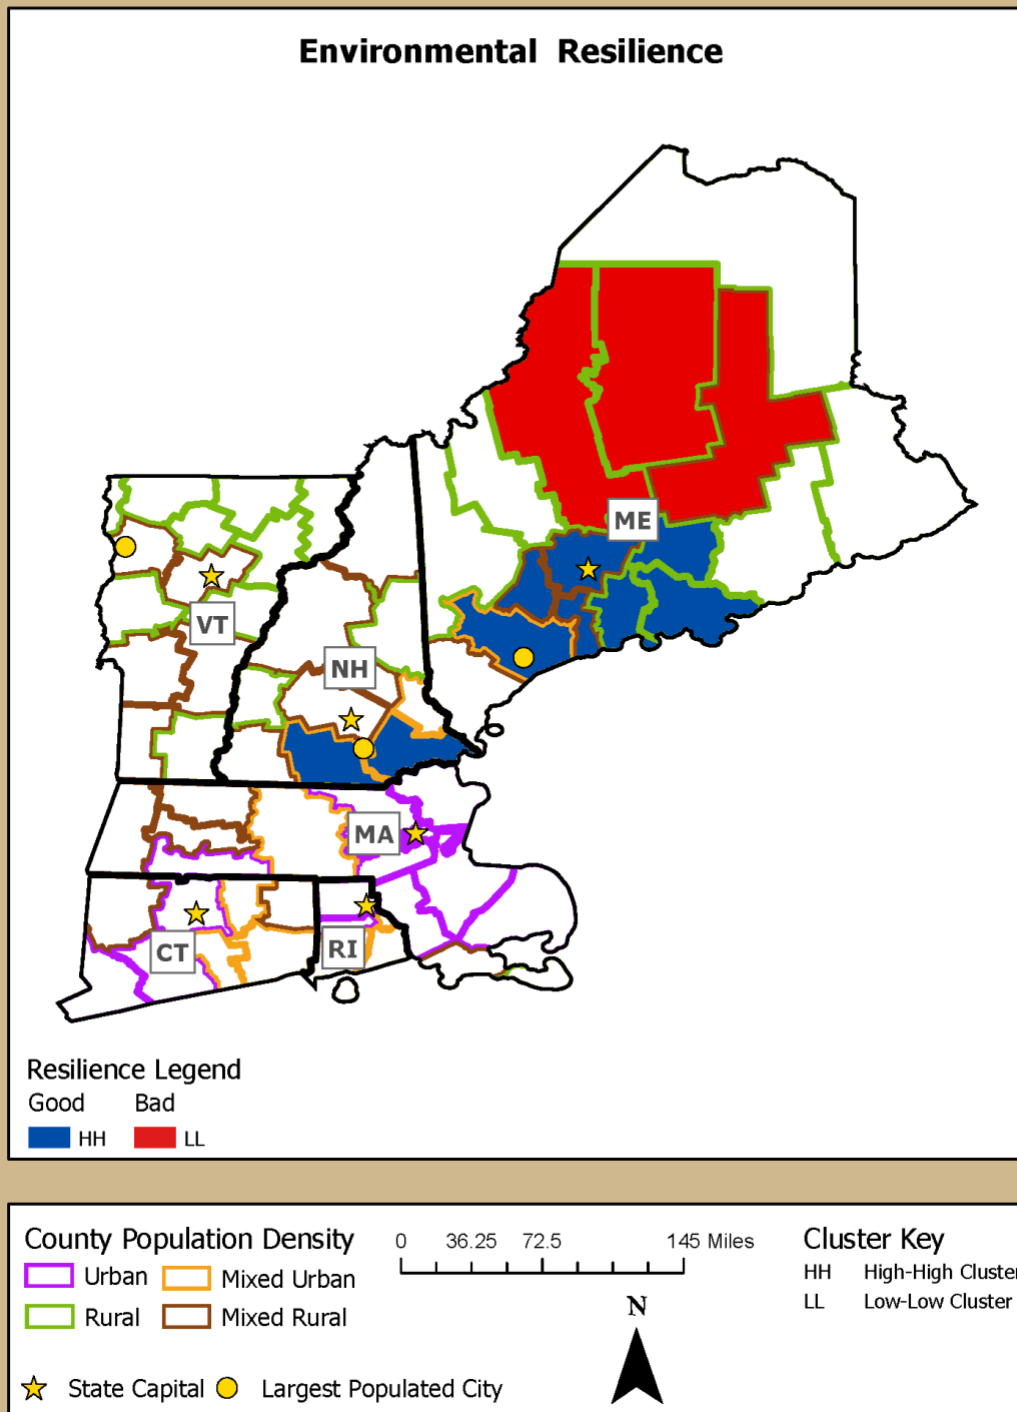 Environmental Resilience
ME
VT
NH
MA
CT
RI
Resilience Legend
Good Bad
HH LL
County Population Density
Urban Mixed Urban
Rural Mixed Rural
State Capital Largest Populated City
0 36.25 72.5 145 Miles
N
Cluster Key
HH High-High Cluster
LL Low-Low Cluster